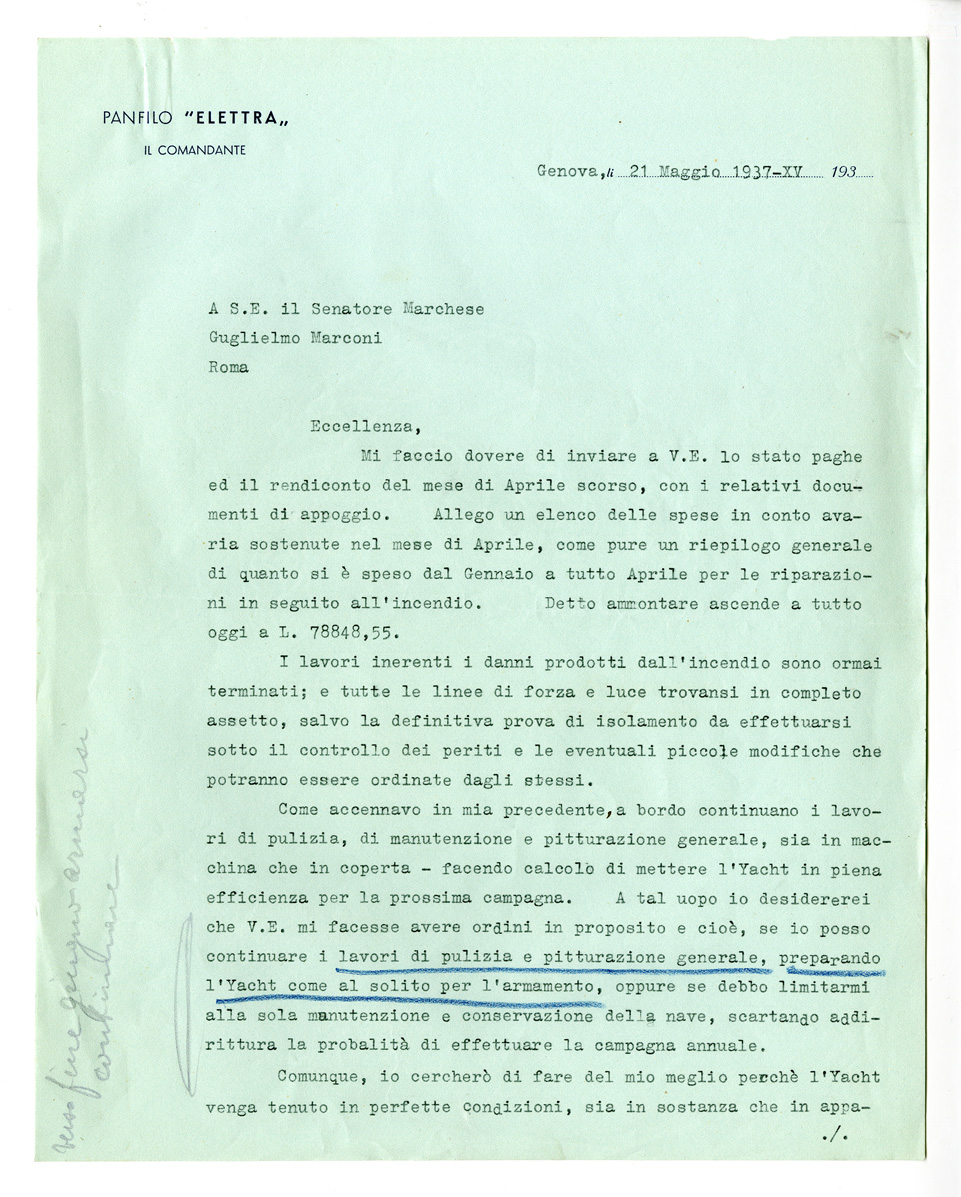 PANFILO "ELETTRA„
IL COMANDANTE
Genova, li 21 Maggio 1937-XV 193
A S.E. il Senatore Marchese
Guglielmo Marconi
Roma
Eccellenza,
Mi faccio dovere di inviare a V.E. lo stato paghe
ed il rendiconto del mese di Aprile scorso, con i relativi docu-
menti di appoggio. Allego un elenco delle spese in conto ava-
ria sostenute nel mese di Aprile, come pure un riepilogo generale
di quanto si è speso dal Gennaio a tutto Aprile per le riparazio-
ni in seguito all'incendio. Detto ammontare ascende a tutto
oggi a L. 78848,55.
I lavori inerenti i danni prodotti dall'incendio sono ormai
terminati; e tutte le linee di forza e luce trovansi in completo
assetto, salvo la definitiva prova di isolamento da effettuarsi
sotto il controllo dei periti e le eventuali piccole modifiche che
potranno essere ordinate dagli stessi.
Come accennavo in mia precedente, a bordo continuano i lavo-
ri di pulizia, di manutenzione e pitturazione generale, sia in mac-
china che in coperta - facendo calcolò di mettere l'Yacht in piena
efficienza per la prossima campagna. A tal uopo io desidererei
che V.E. mi facesse avere ordini in proposito e cioè, se io posso
continuare i lavori di pulizia e pitturazione generale, preparando
l'Yacht come al solito per l'armamento, oppure se debbo limitarmi
alla sola manutenzione e conservazione della nave, scartando addi-
rittura la probalità di effettuare la campagna annuale.
Comunque, io cercherò di fare del mio meglio perchè l'Yacht
venga tenuto in perfette condizioni, sia in sostanza che in appa-
./.
verso fine giugno armarsi
continuare